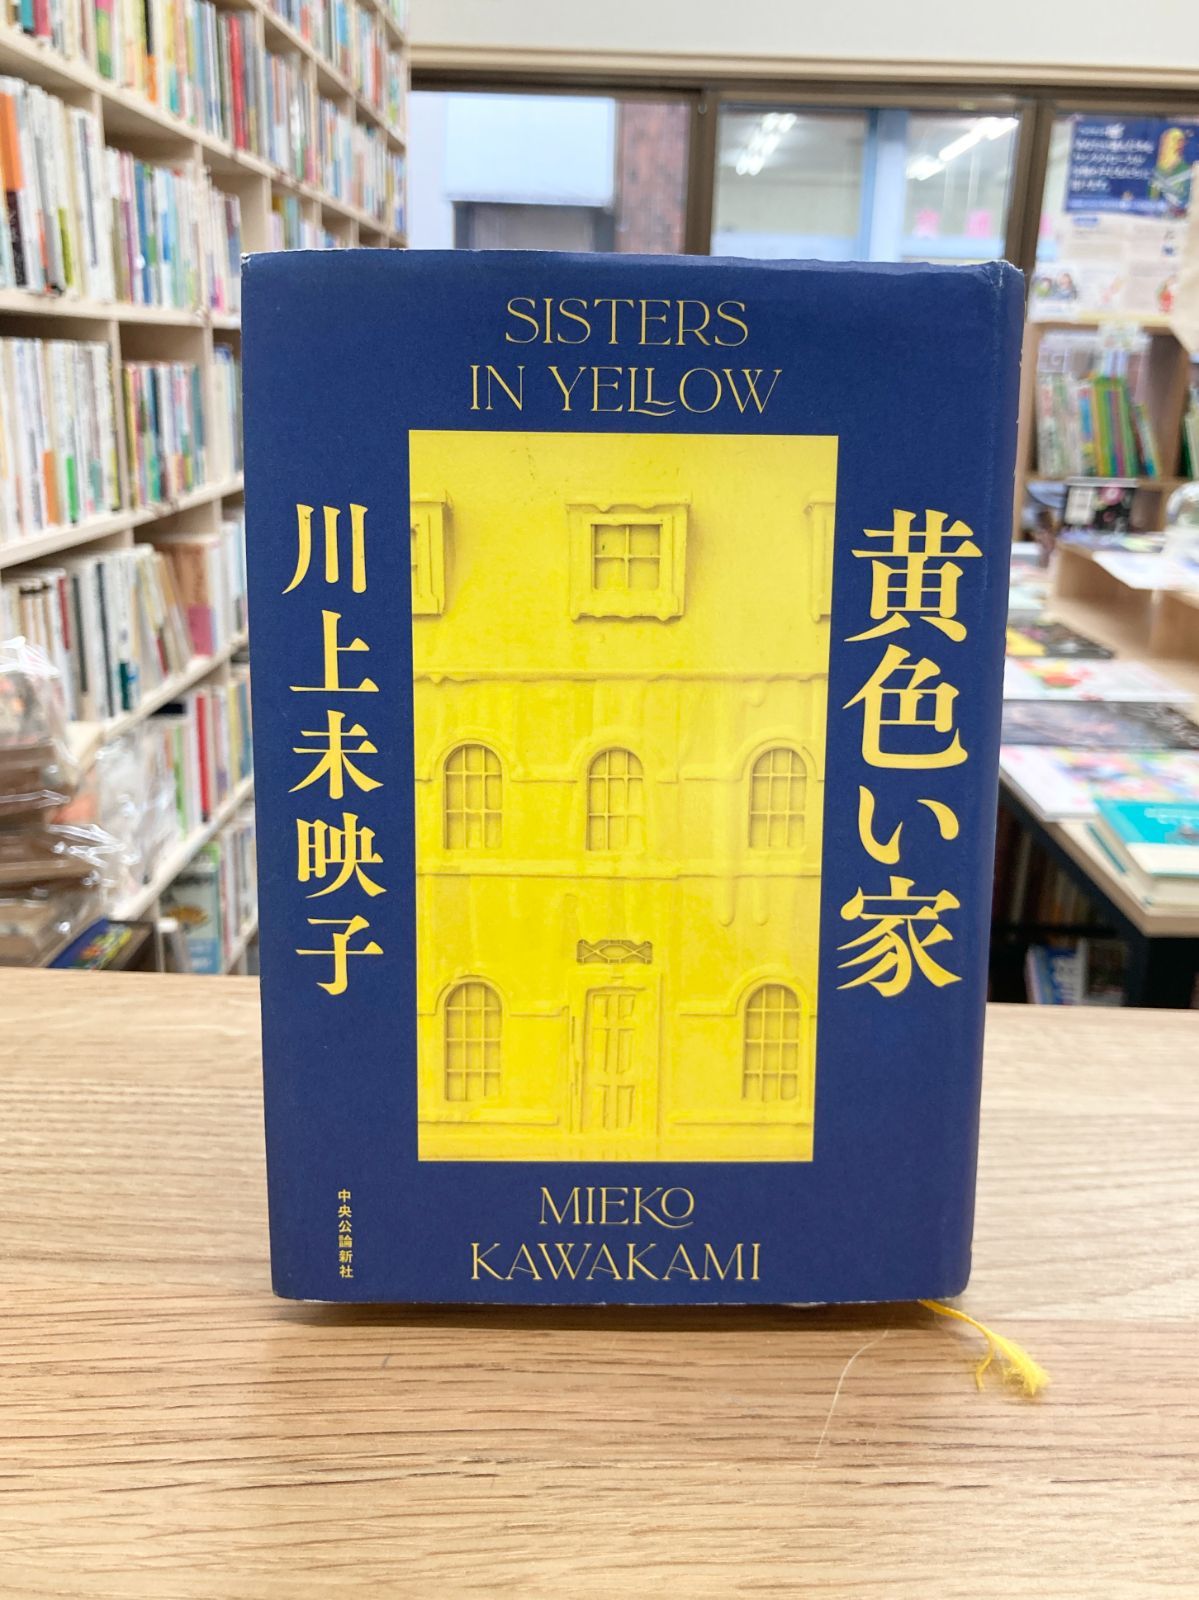 SISTERS
IN YELLOW
黄色い家
川上未映子
MIEKO
KAWAKAMI
中央公論新社